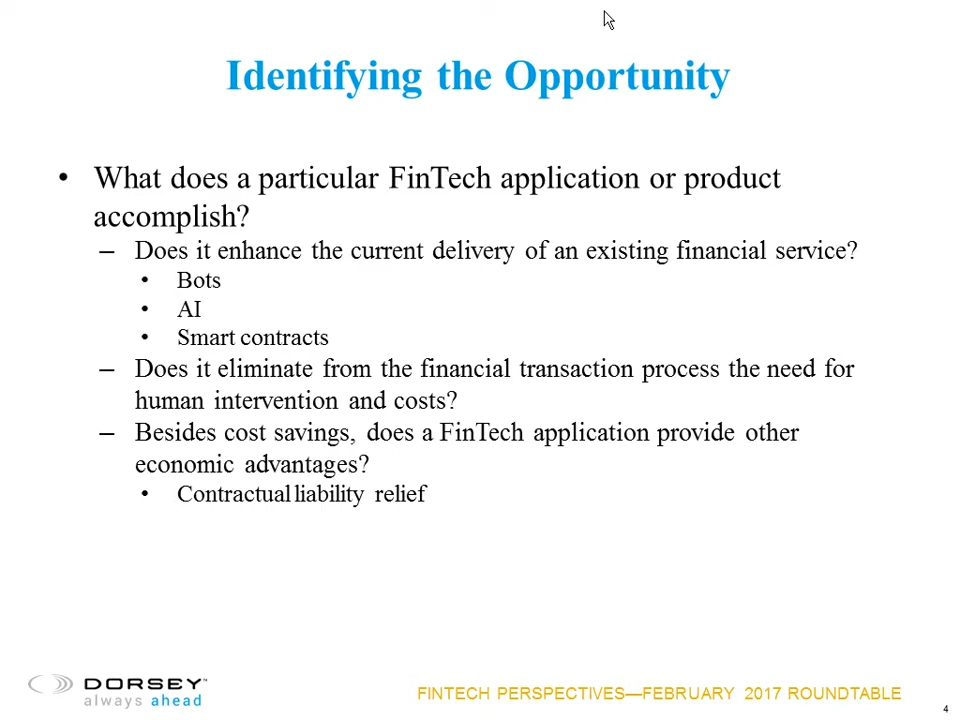 Identifying the Opportunity
• What does a particular FinTech application or product
accomplish?
– Does it enhance the current delivery of an existing financial service?
• Bots
• AI
• Smart contracts
– Does it eliminate from the financial transaction process the need for
human intervention and costs?
– Besides cost savings, does a FinTech application provide other
economic advantages?
• Contractual liability relief
DORSEY™
always ahead
FINTECH PERSPECTIVES—FEBRUARY 2017 ROUNDTABLE
4